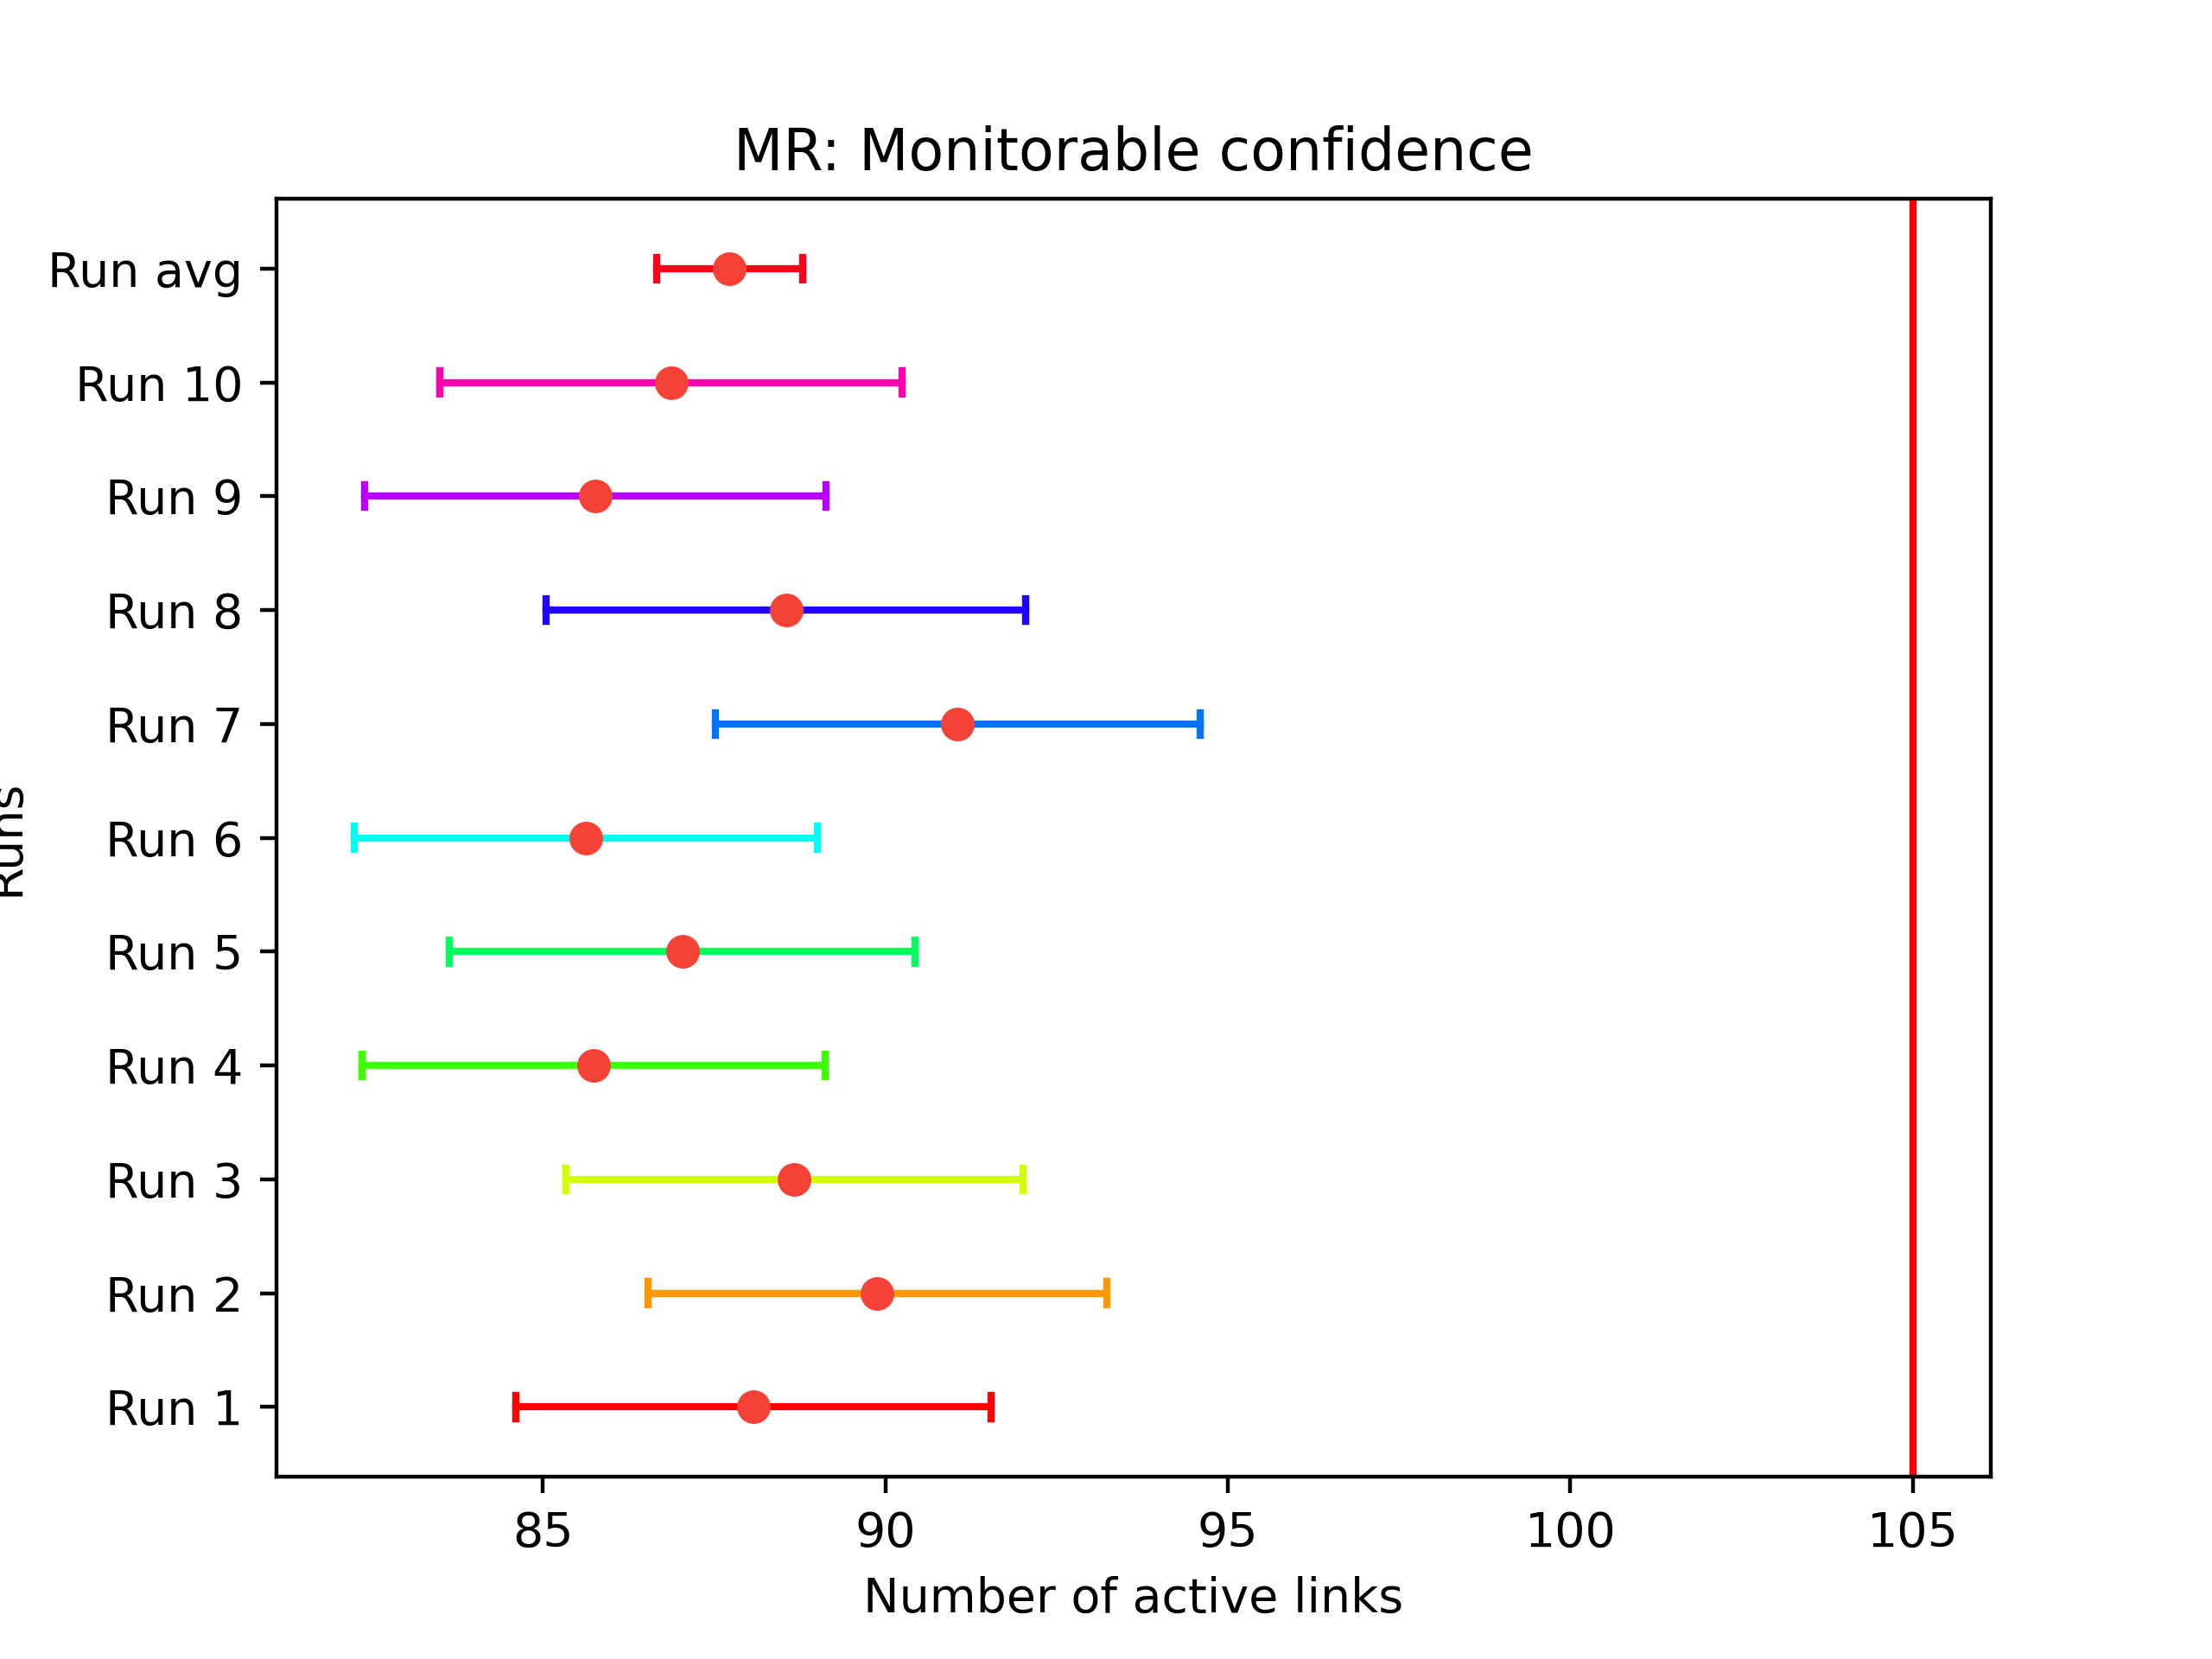 MR: Monitorable confidence
Run avg
Run 10
Run 9
Run 8
Run 7
Run 6
Run 5
Run 4
Run 3
Run 2
Run 1
Runs
85 90 95 100 105
Number of active links